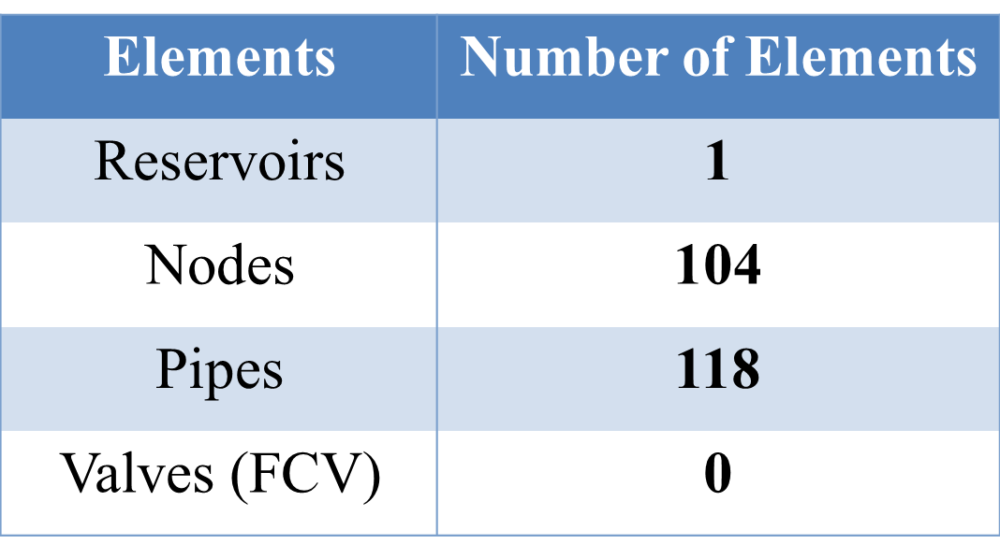 Elements Number of Elements
Reservoirs 1
Nodes 104
Pipes 118
Valves (FCV) 0